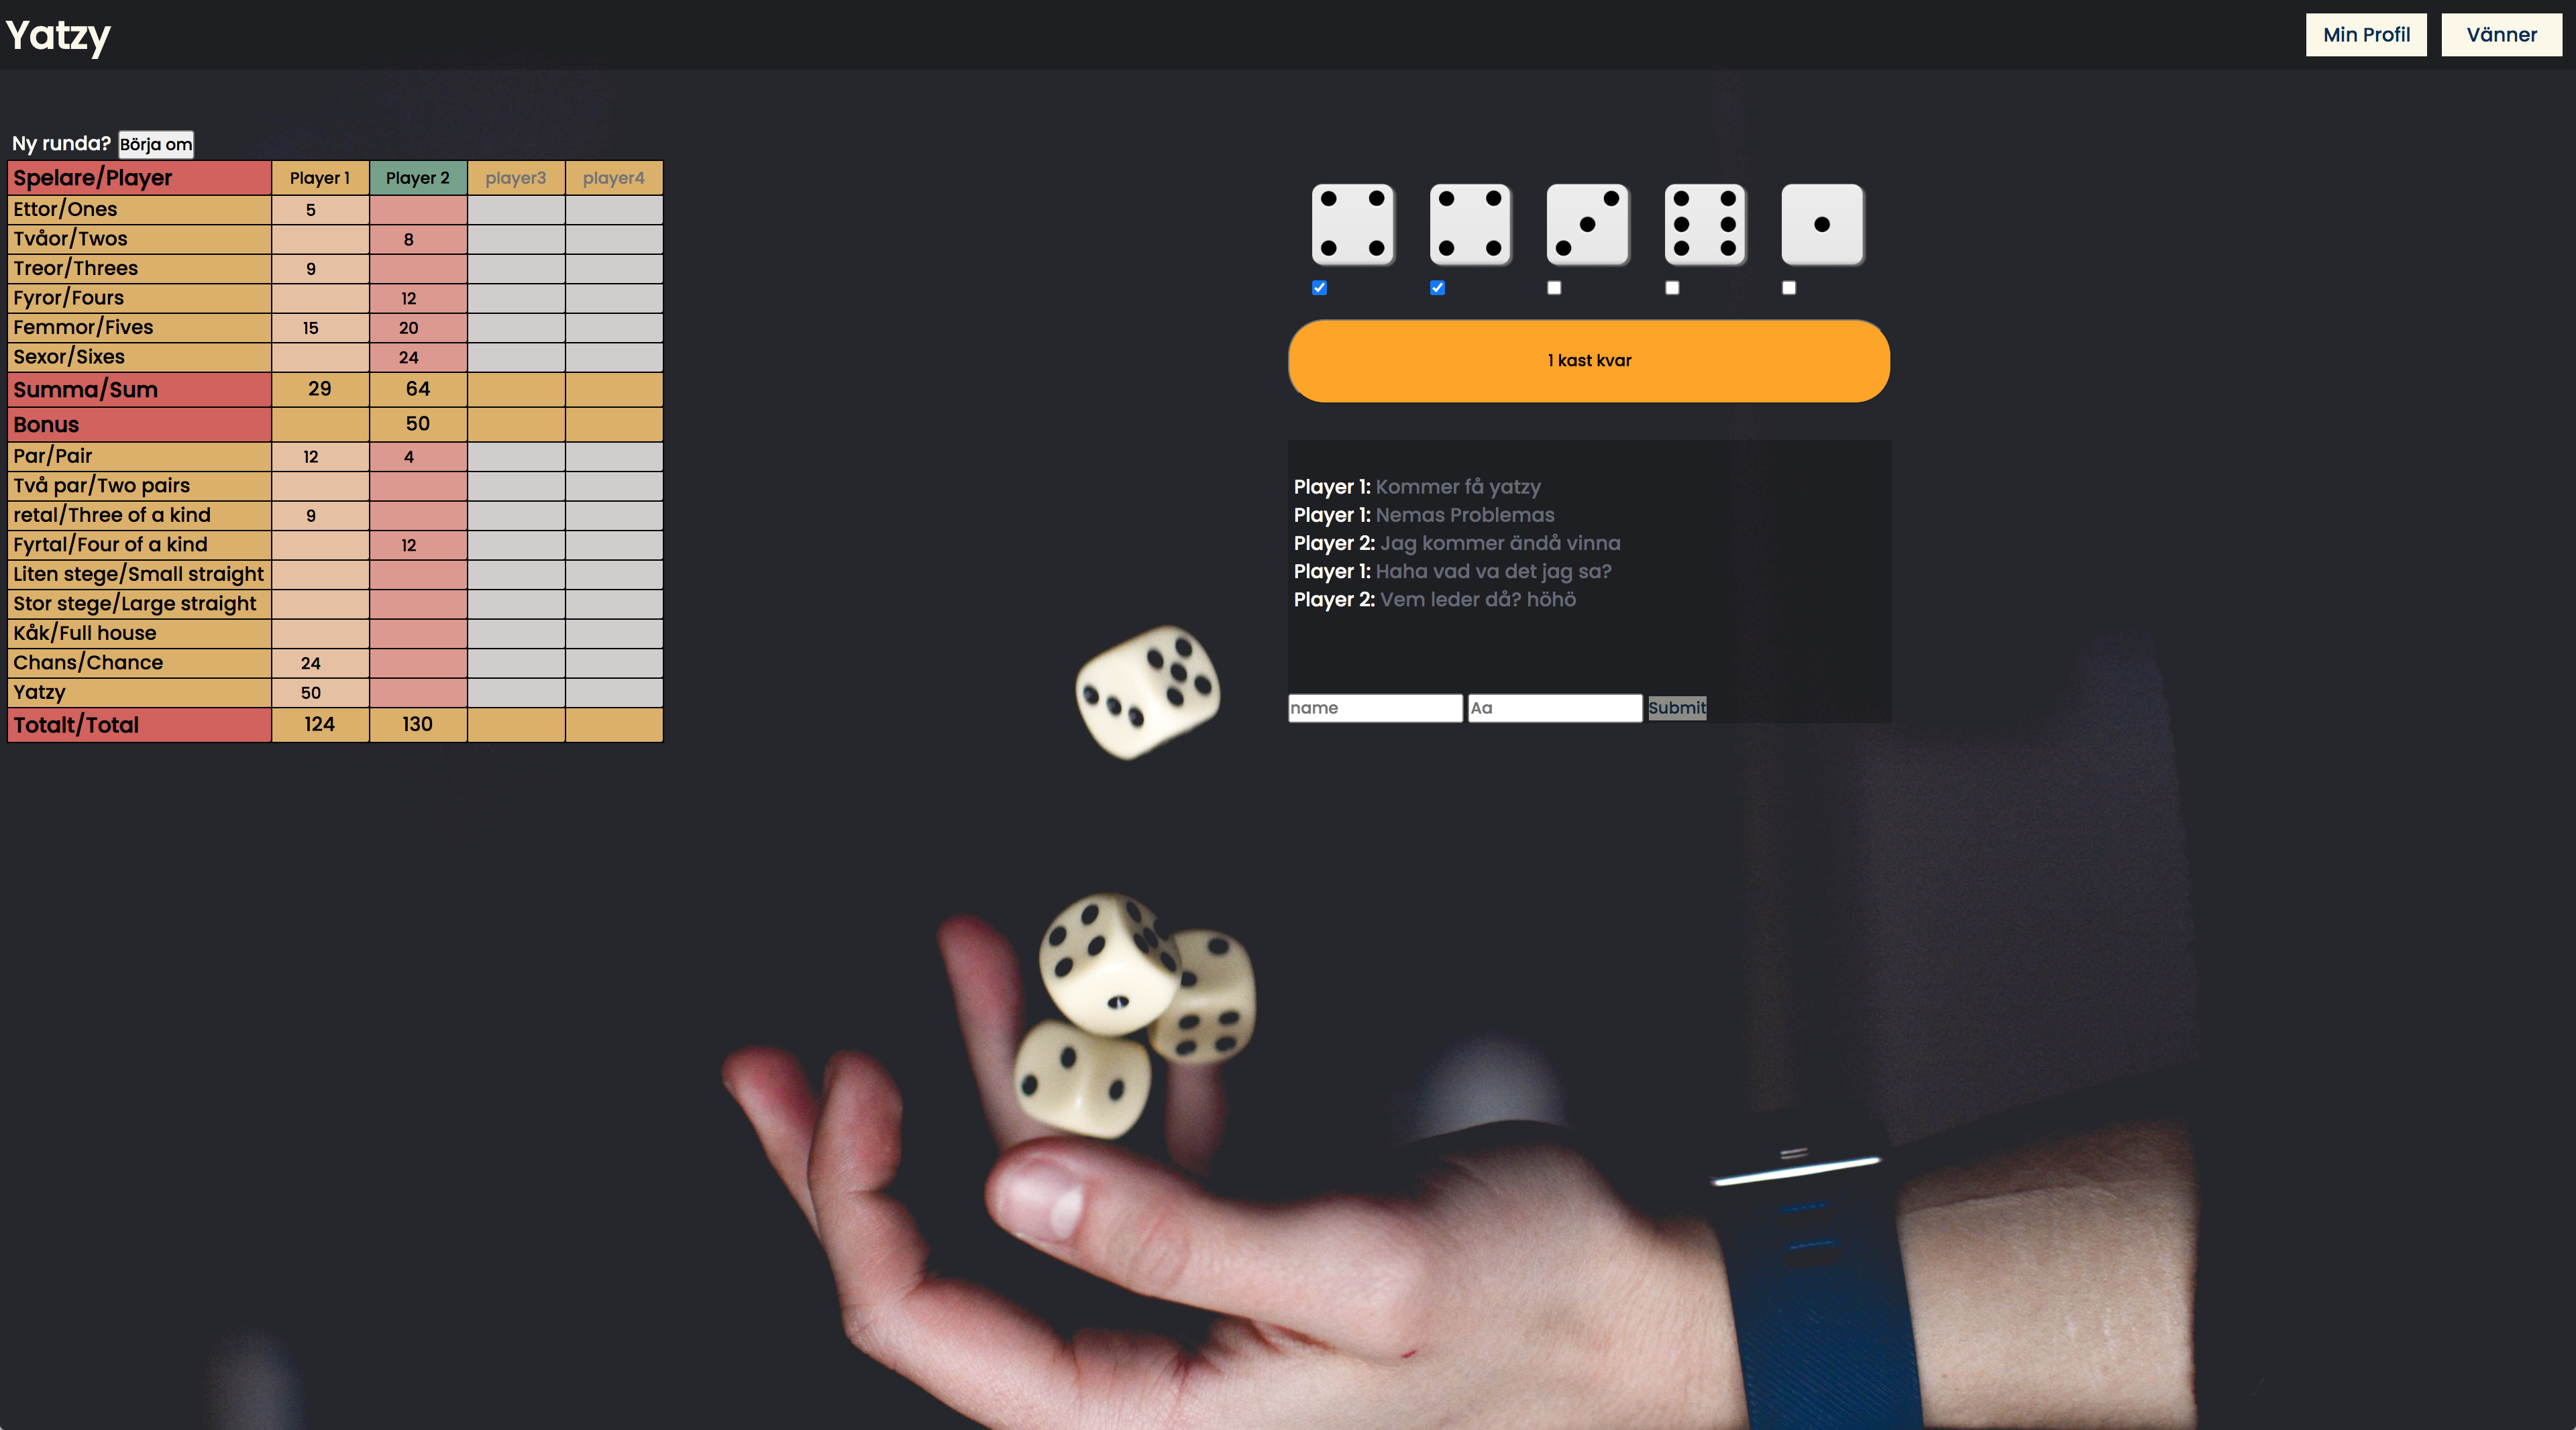 Yatzy Min Profil Vänner
Ny runda? Börja om
Spelare/Player Player 1 Player 2 player3 player4
Ettor/Ones 5
Tvåor/Twos 8
Treor/Threes 9
Fyror/Fours 12
Femmor/Fives 15 20
Sexor/Sixes 24
Summa/Sum 29 64
Bonus 50
Par/Pair 12 4
Två par/Two pairs
retal/Three of a kind 9
Fyrtal/Four of a kind 12
Liten stege/Small straight
Stor stege/Large straight
Kåk/Full house
Chans/Chance 24
Yatzy 50
Totalt/Total 124 130
1 kast kvar
Player 1: Kommer få yatzy
Player 1: Nemas Problemas
Player 2: Jag kommer ändå vinna
Player 1: Haha vad va det jag sa?
Player 2: Vem leder då? höhö
name Aa Submit